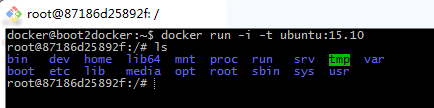 root@87186d25892f: /
docker@boot2docker:~$ docker run -i -t ubuntu:15.10
root@87186d25892f:/# ls
bin dev home lib64 mnt proc run srv tmp var
boot etc lib media opt root sbin sys usr
root@87186d25892f:/#